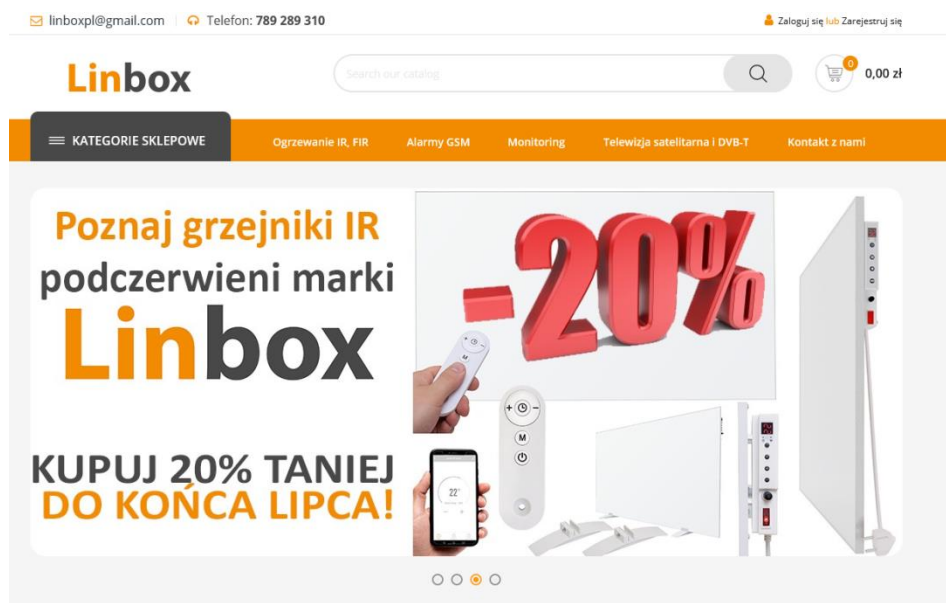 linboxpl@gmail.com Telefon: 789 289 310 Zaloguj się lub Zarejestruj się
Linbox
Search our catalog
0
0,00 zł
KATEGORIE SKLEPOWE Ogrzewanie IR, FIR Alarmy GSM Monitoring Telewizja satelitarna i DVB-T Kontakt z nami
Poznaj grzejniki IR
podczerwieni marki
Linbox
KUPUJ 20% TANIEJ
DO KOŃCA LIPCA!
-20%
M
M
22°